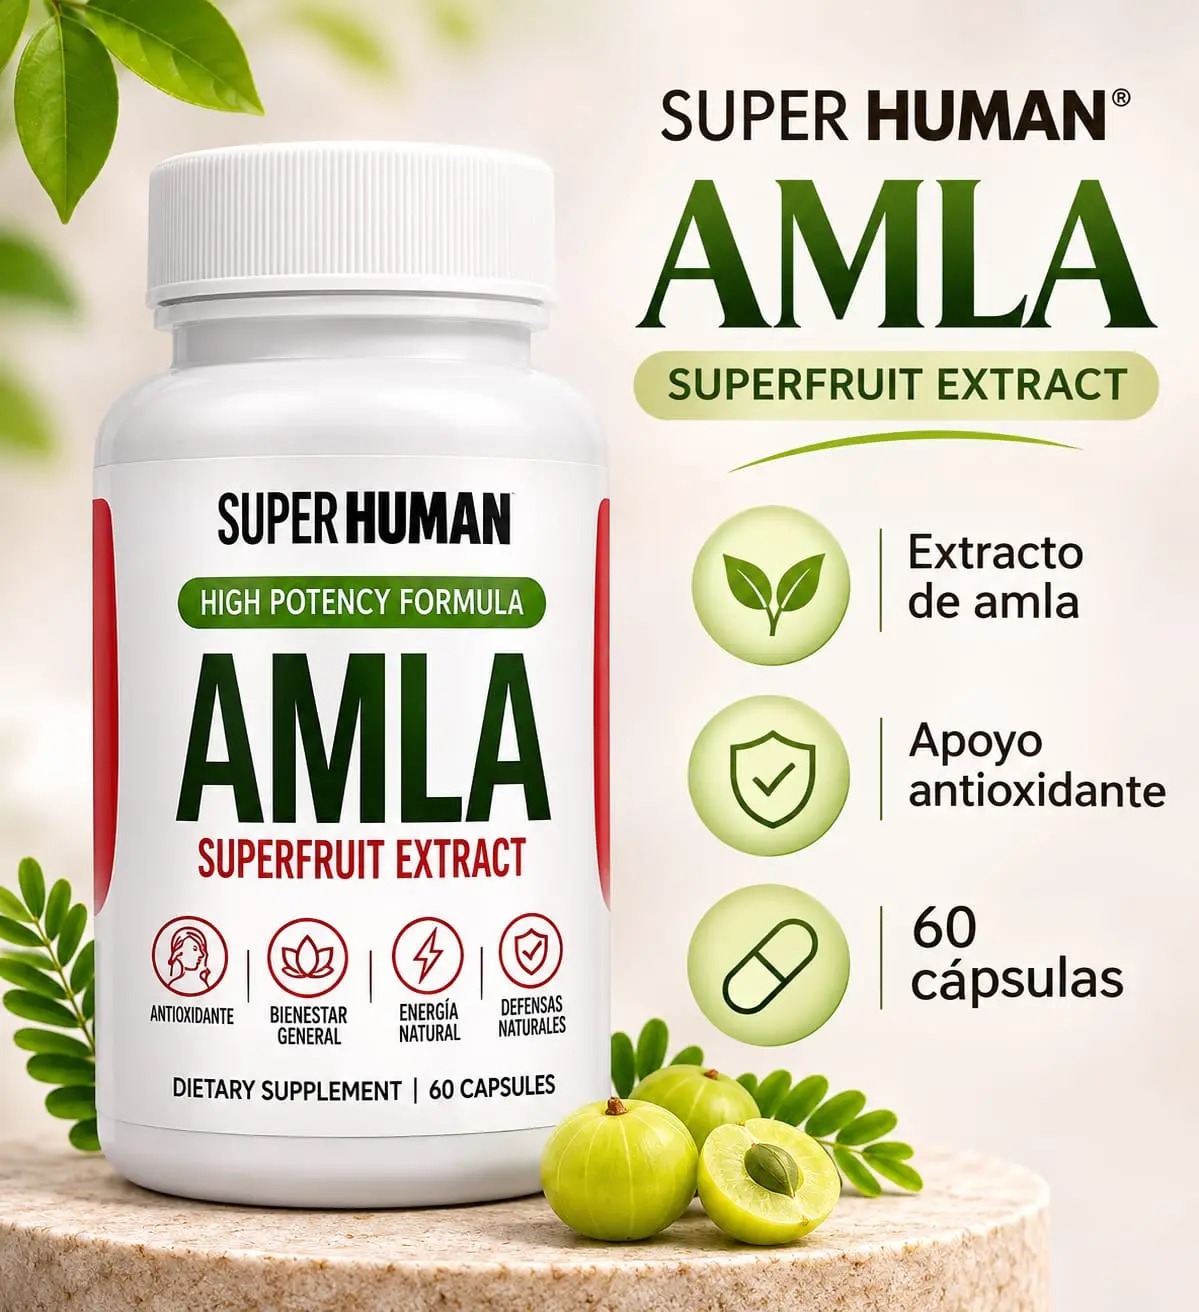 SUPER HUMAN®
AMLA
SUPERFRUIT EXTRACT
Extracto
de amla
Apoyo
antioxidante
60
cápsulas
SUPER HUMAN
HIGH POTENCY FORMULA
AMLA
SUPERFRUIT EXTRACT
ANTIOXIDANTE
BIENESTAR
GENERAL
ENERGÍA
NATURAL
DEFENSAS
NATURALES
DIETARY SUPPLEMENT | 60 CAPSULES